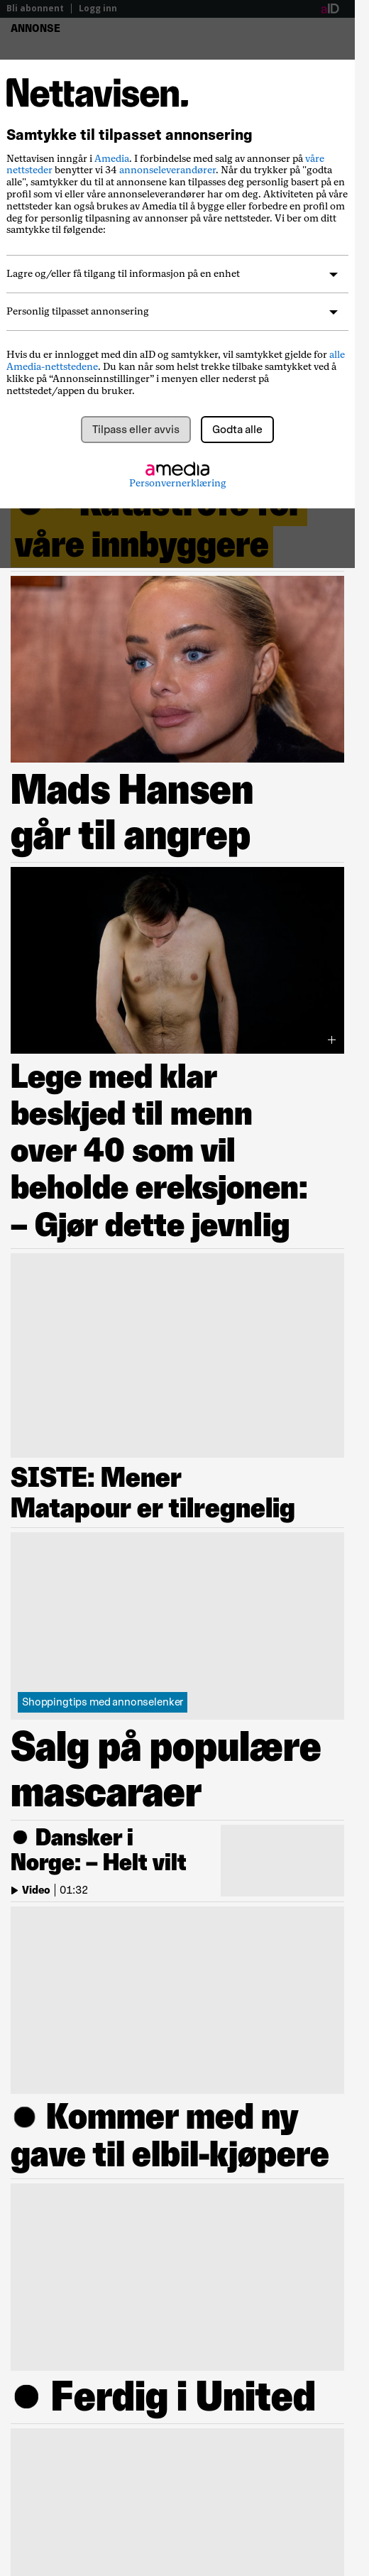 Bli abonnent | Logg inn
aID
ANNONSE
Nettavisen.
Samtykke til tilpasset annonsering
Nettavisen inngår i Amedia. I forbindelse med salg av annonser på våre
nettsteder benytter vi 34 annonseleverandører. Når du trykker på "godta
alle", samtykker du til at annonsene kan tilpasses deg personlig basert på en
profil som vi eller våre annonseleverandører har om deg. Aktiviteten på våre
nettsteder kan også brukes av Amedia til å bygge eller forbedre en profil om
deg for personlig tilpasning av annonser på våre nettsteder. Vi ber om ditt
samtykke til følgende:
Lagre og/eller få tilgang til informasjon på en enhet
Personlig tilpasset annonsering
Hvis du er innlogget med din aID og samtykker, vil samtykket gjelde for alle
Amedia-nettstedene. Du kan når som helst trekke tilbake samtykket ved å
klikke på “Annonseinnstillinger” i menyen eller nederst på
nettstedet/appen du bruker.
Tilpass eller avvis
Godta alle
amedia
Personvernerklæring
våre innbyggere
Mads Hansen
går til angrep
Lege med klar
beskjed til menn
over 40 som vil
beholde ereksjonen:
– Gjør dette jevnlig
SISTE: Mener
Matapour er tilregnelig
Shoppingtips med annonselenker
Salg på populære
mascaraer
● Dansker i
Norge: – Helt vilt
Video | 01:32
● Kommer med ny
gave til elbil-kjøpere
● Ferdig i United